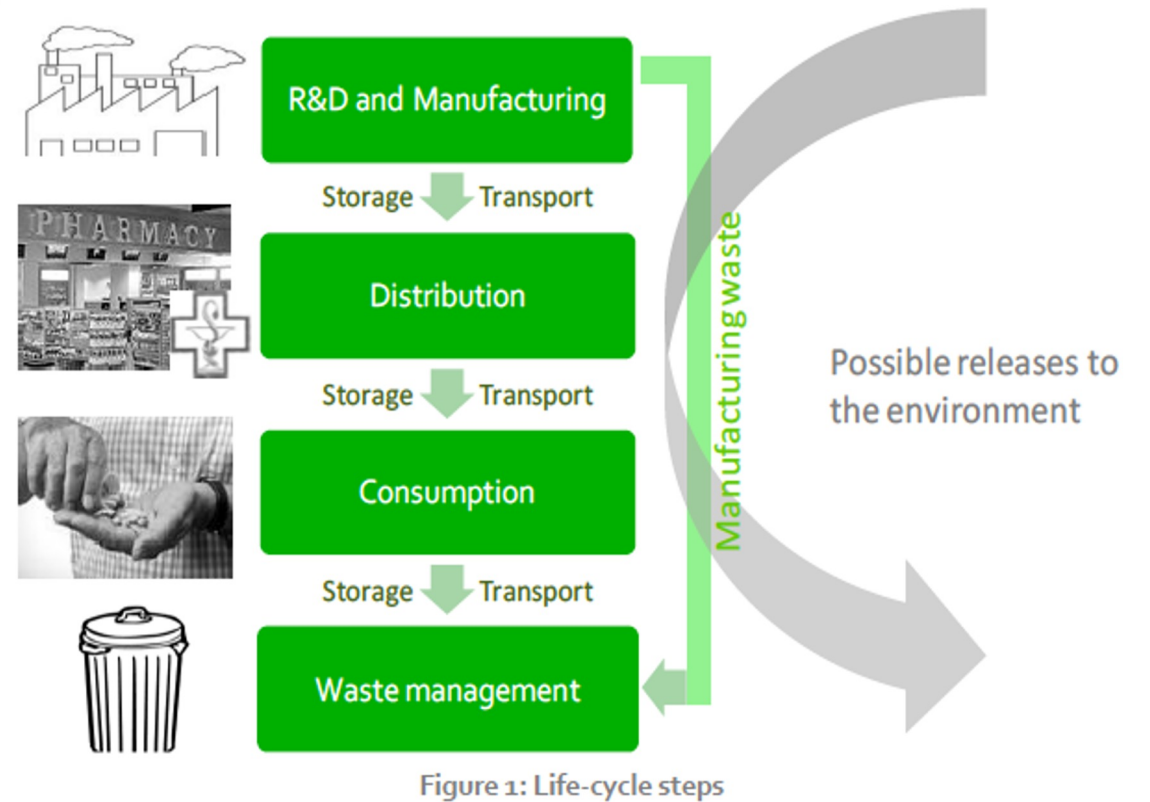 R&D and Manufacturing
Storage Transport
PHARMACY
Distribution
Storage Transport
Consumption
Storage Transport
Waste management
Manufacturing waste
Possible releases to
the environment
Figure 1: Life-cycle steps